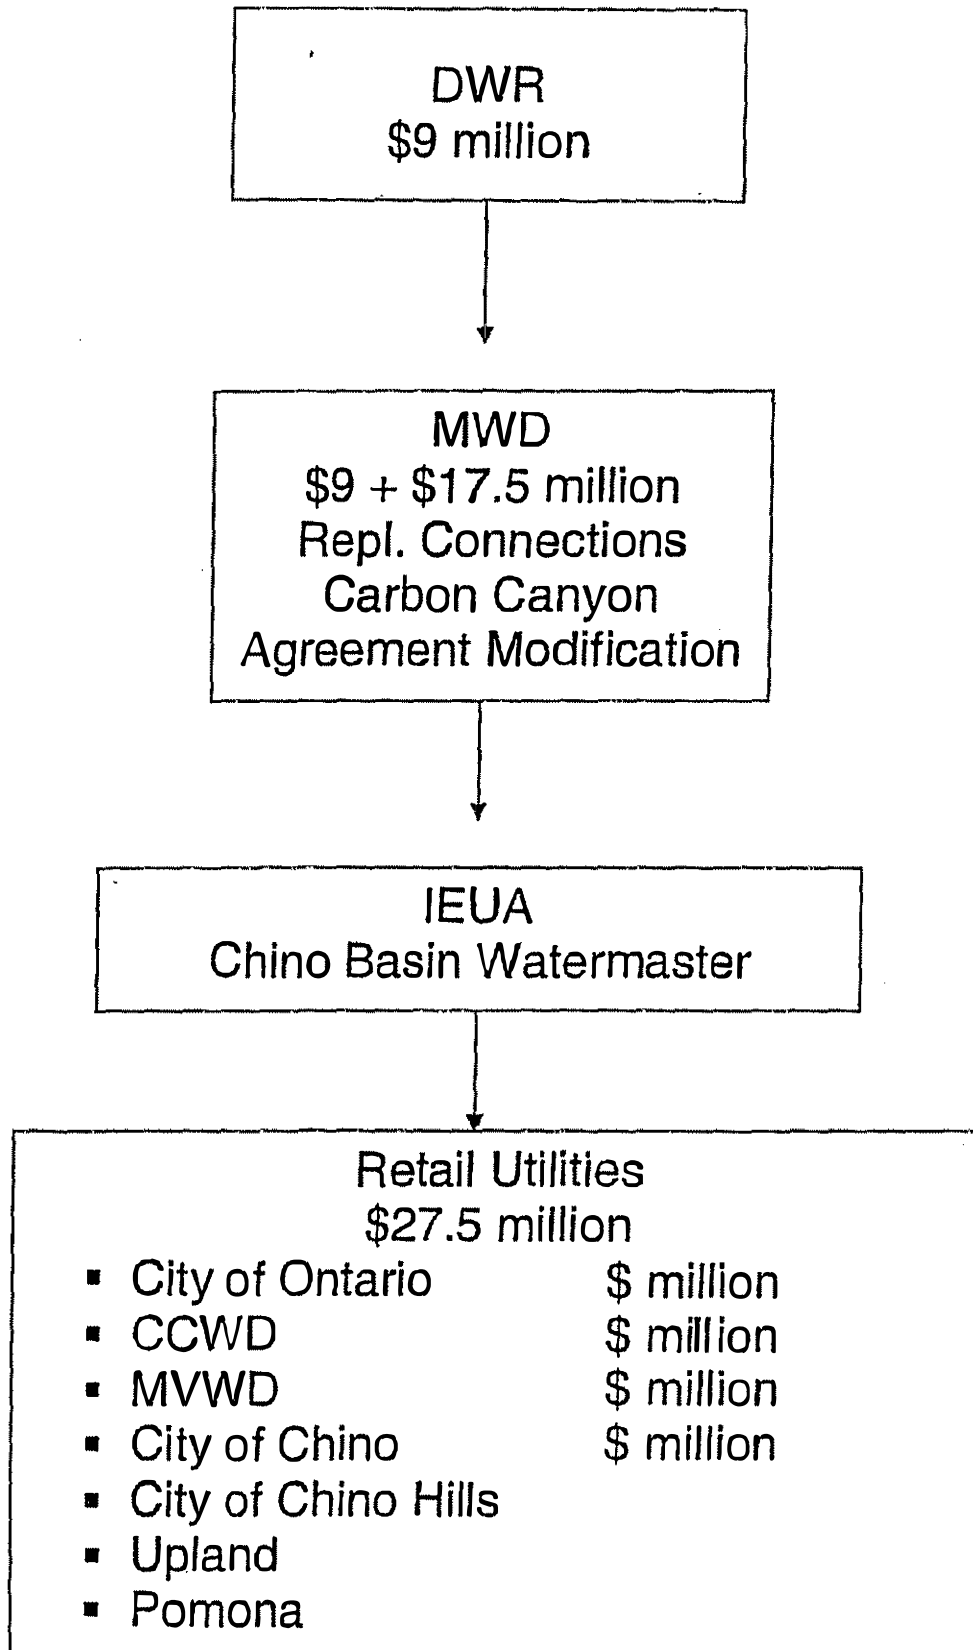 DWR
$9 million
MWD
$9 + $17.5 million
Repl. Connections
Carbon Canyon
Agreement Modification
IEUA
Chino Basin Watermaster
Retail Utilities
$27.5 million
▪ City of Ontario $ million
▪ CCWD $ million
▪ MVWD $ million
▪ City of Chino $ million
▪ City of Chino Hills
▪ Upland
▪ Pomona